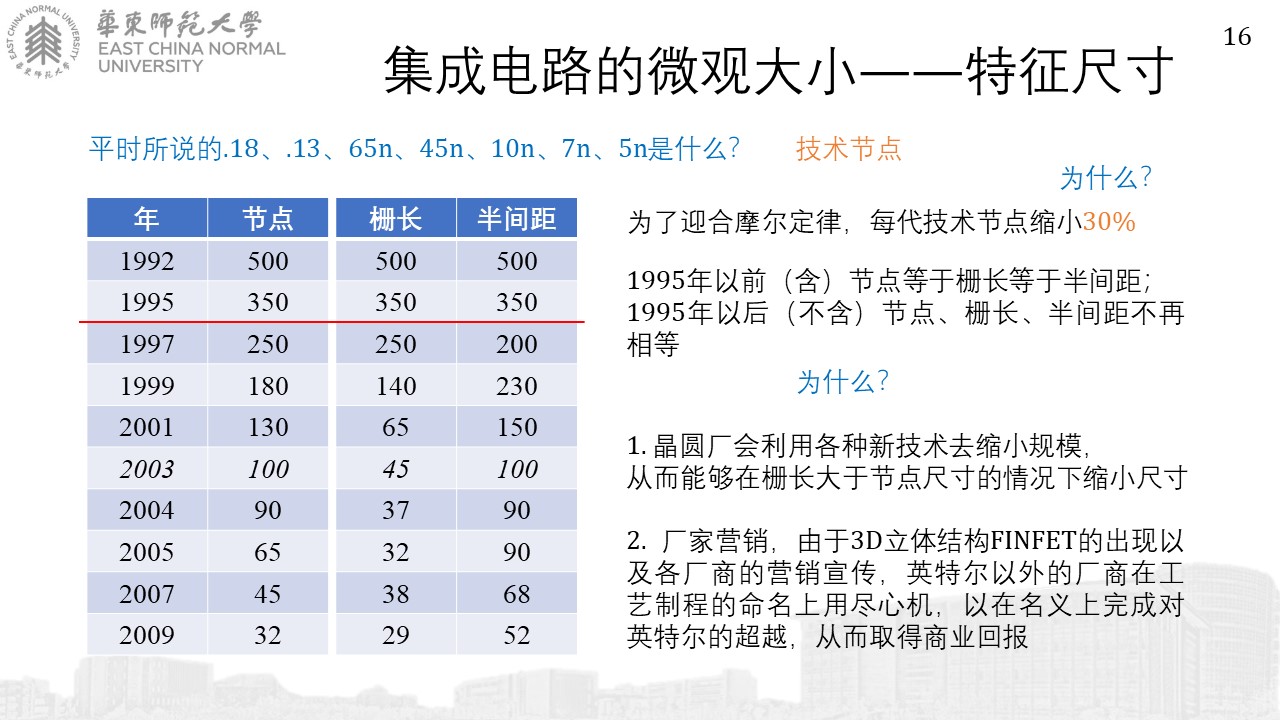 華東師范大學
EAST CHINA NORMAL
UNIVERSITY
EAST CHINA NORMAL UNIVERSITY
華東師范大學
16
集成电路的微观大小——特征尺寸
平时所说的.18、.13、65n、45n、10n、7n、5n是什么？ 技术节点
为什么？
年 节点 栅长 半间距
1992 500 500 500
1995 350 350 350
1997 250 250 200
1999 180 140 230
2001 130 65 150
2003 100 45 100
2004 90 37 90
2005 65 32 90
2007 45 38 68
2009 32 29 52
为了迎合摩尔定律，每代技术节点缩小30%
1995年以前（含）节点等于栅长等于半间距；
1995年以后（不含）节点、栅长、半间距不再
相等
为什么？
1. 晶圆厂会利用各种新技术去缩小规模，
从而能够在栅长大于节点尺寸的情况下缩小尺寸
2. 厂家营销，由于3D立体结构FINFET的出现以
及各厂商的营销宣传，英特尔以外的厂商在工
艺制程的命名上用尽心机，以在名义上完成对
英特尔的超越，从而取得商业回报